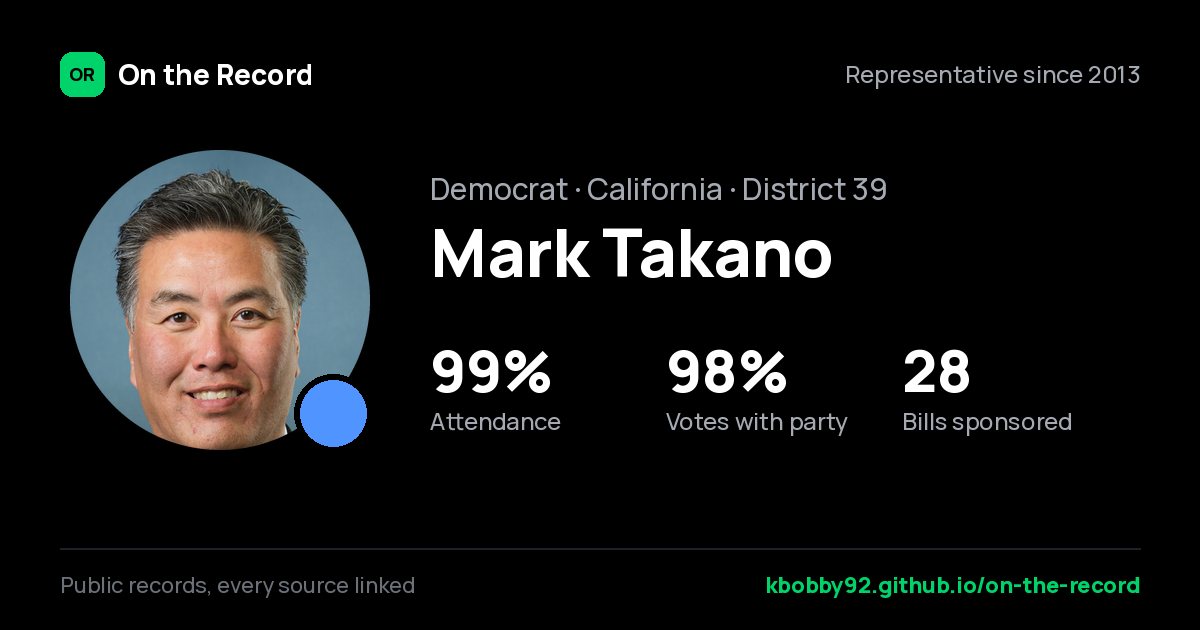 OR On the Record
Representative since 2013
Democrat · California · District 39
Mark Takano
99% 98% 28
Attendance Votes with party Bills sponsored
Public records, every source linked
kbobby92.github.io/on-the-record